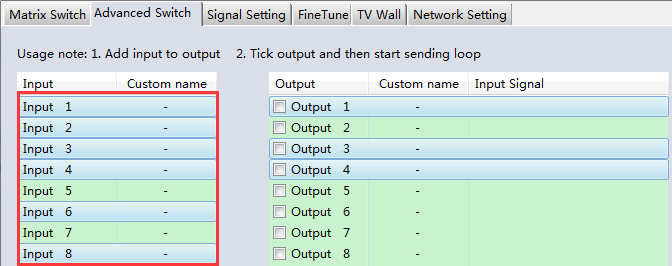 Matrix Switch Advanced Switch Signal Setting FineTune TV Wall Network Setting
Usage note: 1. Add input to output 2. Tick output and then start sending loop
Input Custom name Output Custom name Input Signal
Input 1 - Output 1 -
Input 2 - Output 2 -
Input 3 - Output 3 -
Input 4 - Output 4 -
Input 5 - Output 5 -
Input 6 - Output 6 -
Input 7 - Output 7 -
Input 8 - Output 8 -